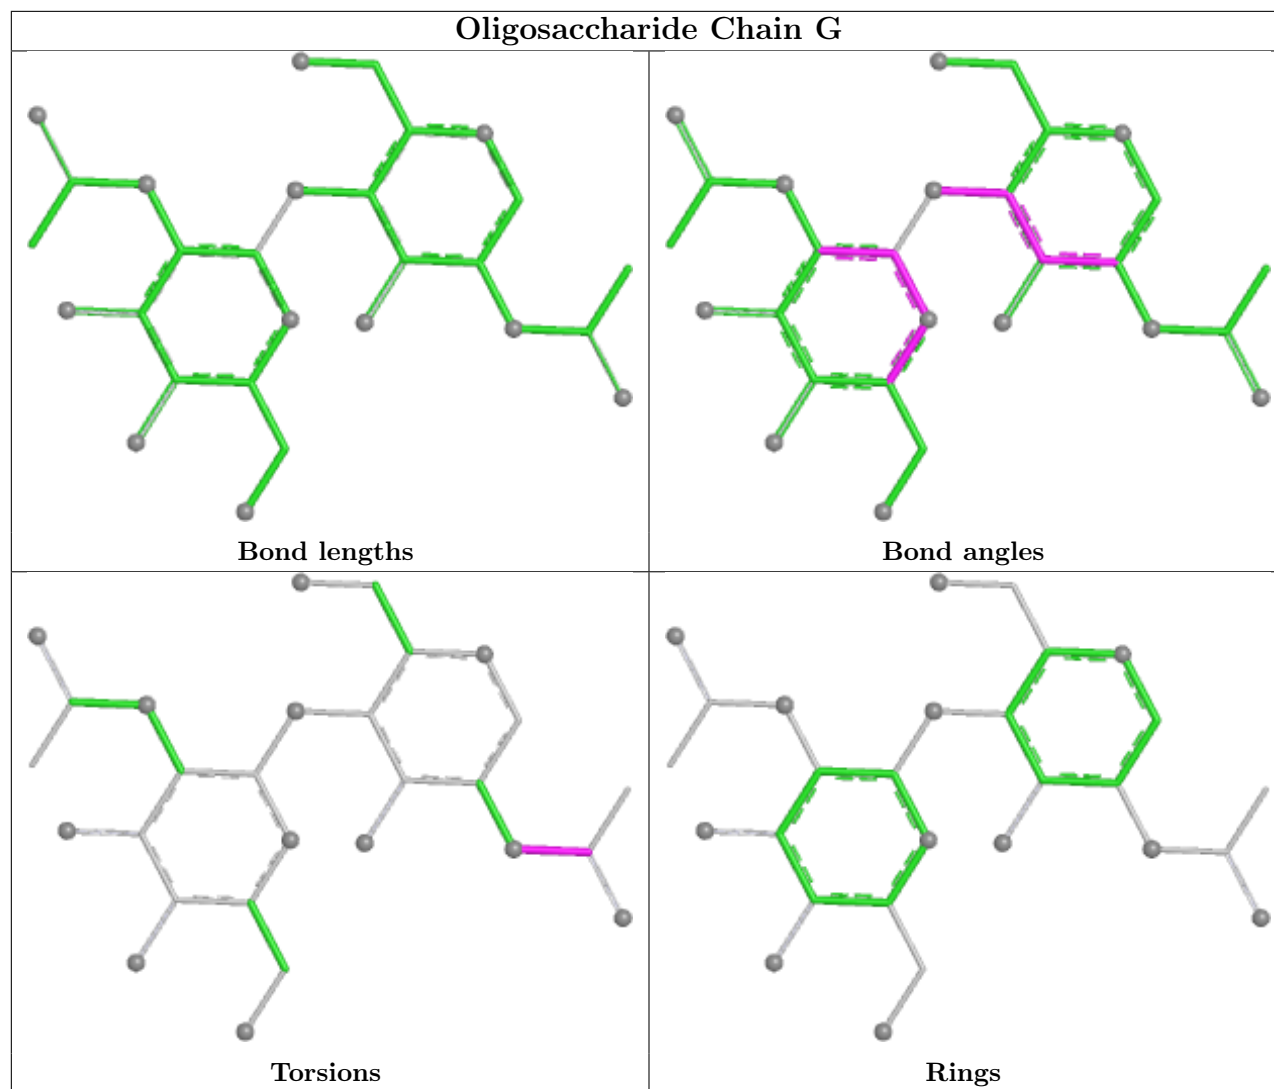 Oligosaccharide Chain G
Bond lengths
Bond angles
Torsions
Rings